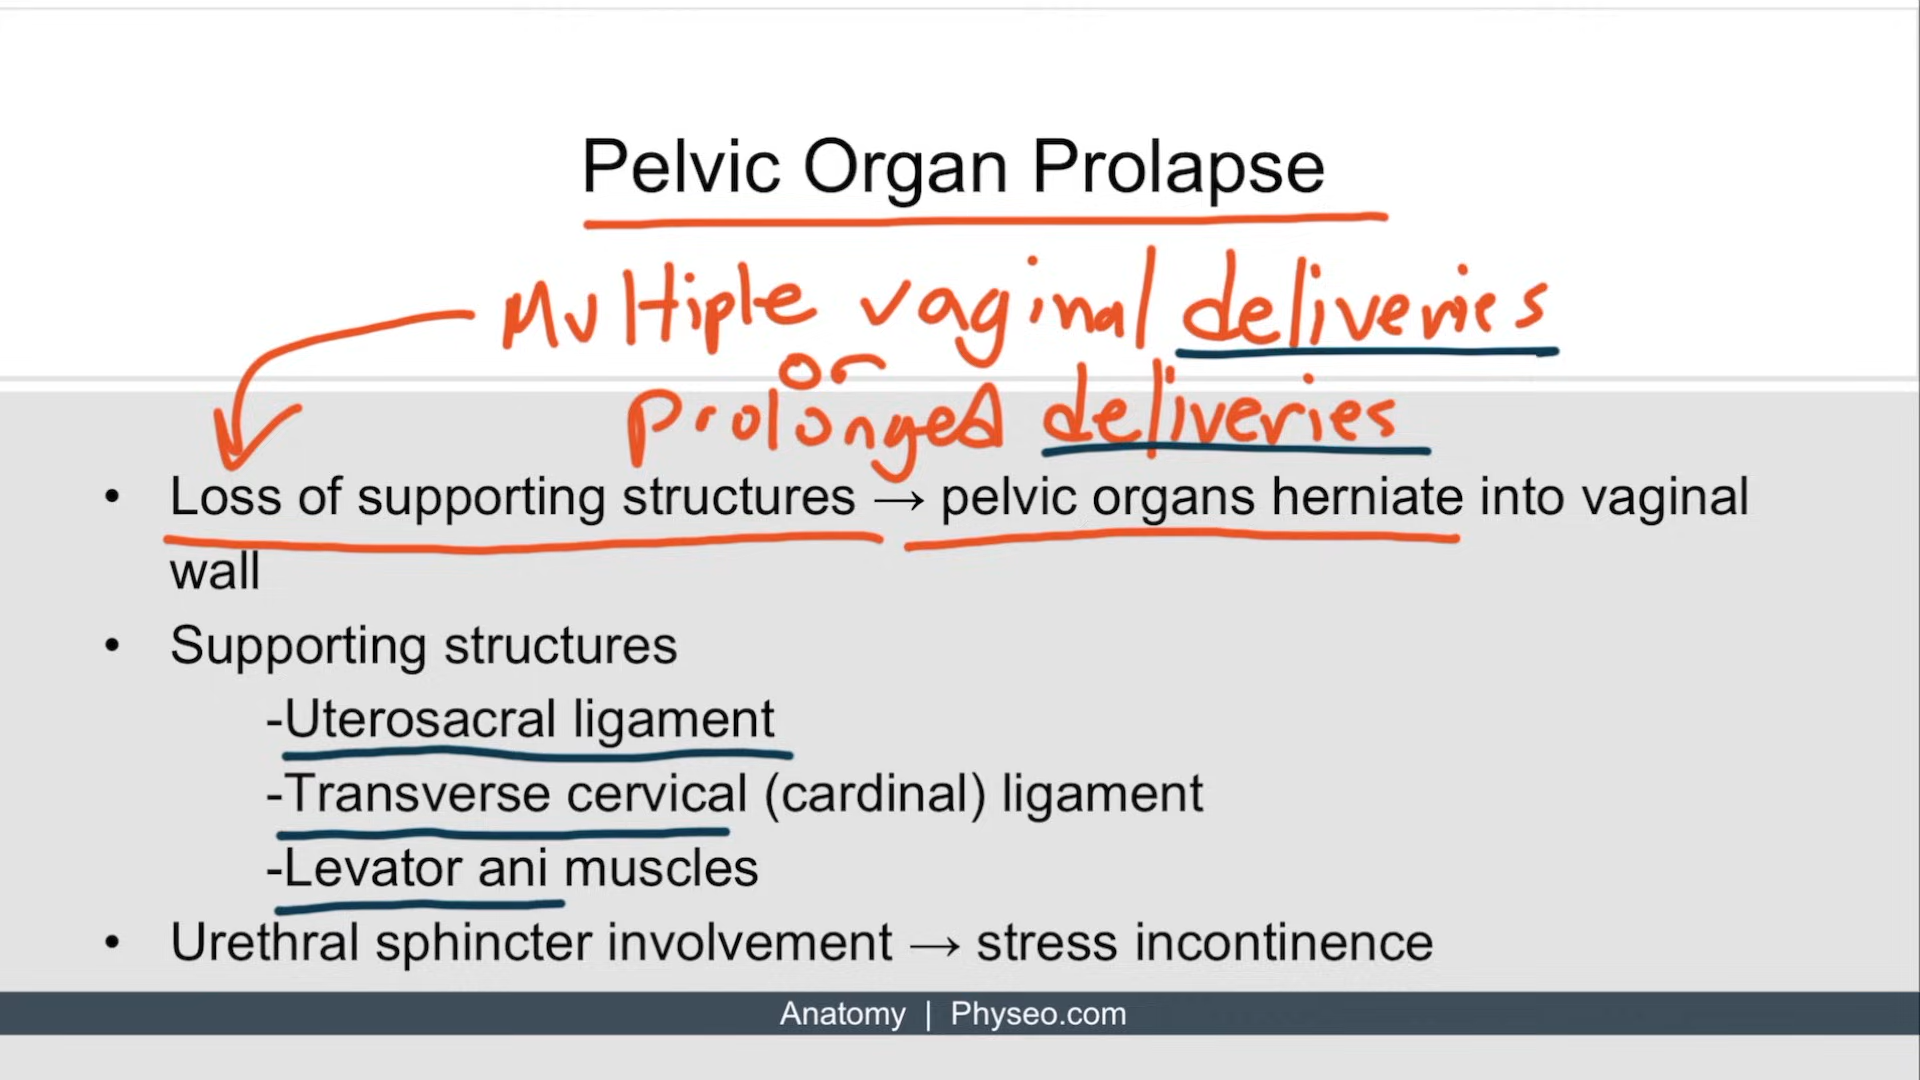 Pelvic Organ Prolapse
Multiple vaginal deliveries
or
prolonged deliveries
• Loss of supporting structures → pelvic organs herniate into vaginal
wall
• Supporting structures
-Uterosacral ligament
-Transverse cervical (cardinal) ligament
-Levator ani muscles
• Urethral sphincter involvement → stress incontinence
Anatomy | Physeo.com